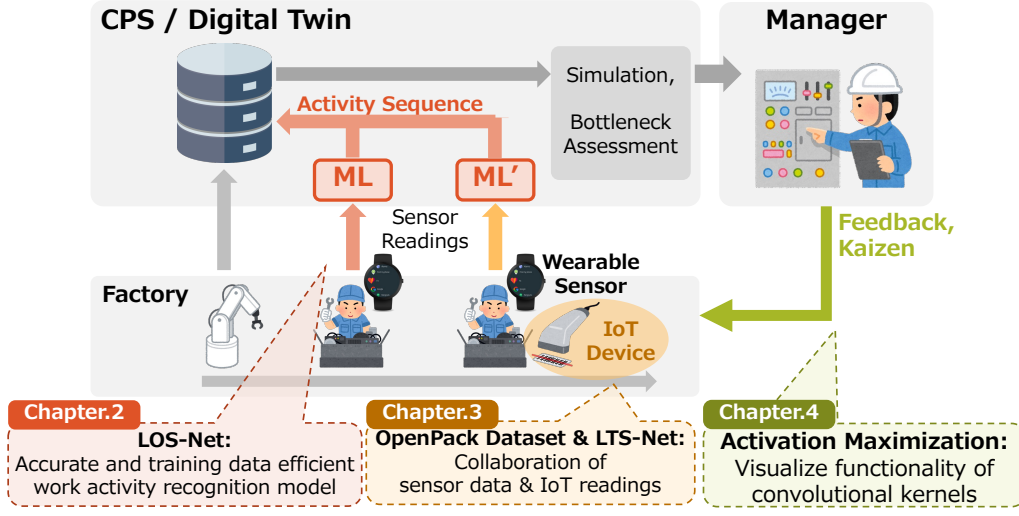 CPS / Digital Twin
Manager
Simulation,
Bottleneck
Assessment
Activity Sequence
ML
ML′
Sensor
Readings
Feedback,
Kaizen
Factory
Wearable
Sensor
IoT
Device
Chapter.2
LOS-Net:
Accurate and training data efficient
work activity recognition model
Chapter.3
OpenPack Dataset & LTS-Net:
Collaboration of
sensor data & IoT readings
Chapter.4
Activation Maximization:
Visualize functionality of
convolutional kernels